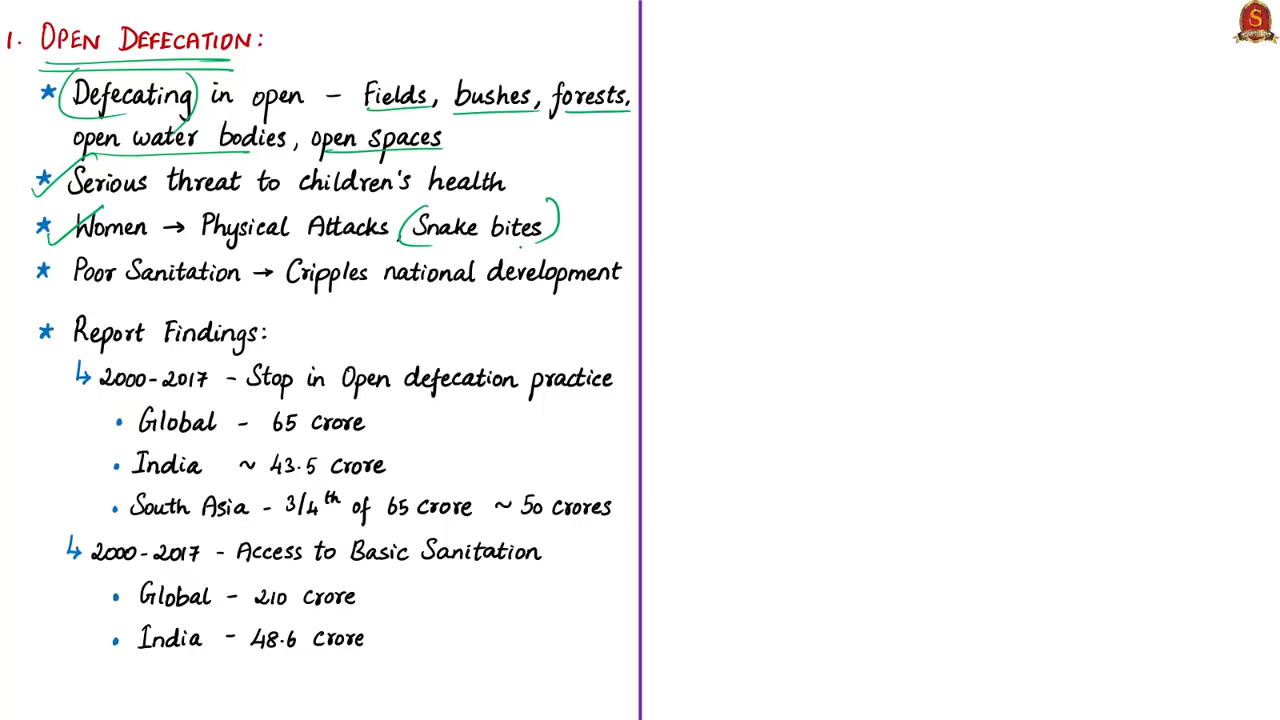 1. OPEN DEFECATION:
* Defecating in open - Fields, bushes, forests,
open water bodies, open spaces
* Serious threat to children's health
* Women → Physical Attacks, Snake bites
* Poor Sanitation → Cripples national development
* Report Findings:
↳ 2000-2017 - Stop in Open defecation practice
• Global - 65 crore
• India ~ 43.5 crore
• South Asia - 3/4th of 65 crore ~ 50 crores
↳ 2000-2017 - Access to Basic Sanitation
• Global - 210 crore
• India - 48.6 crore
S